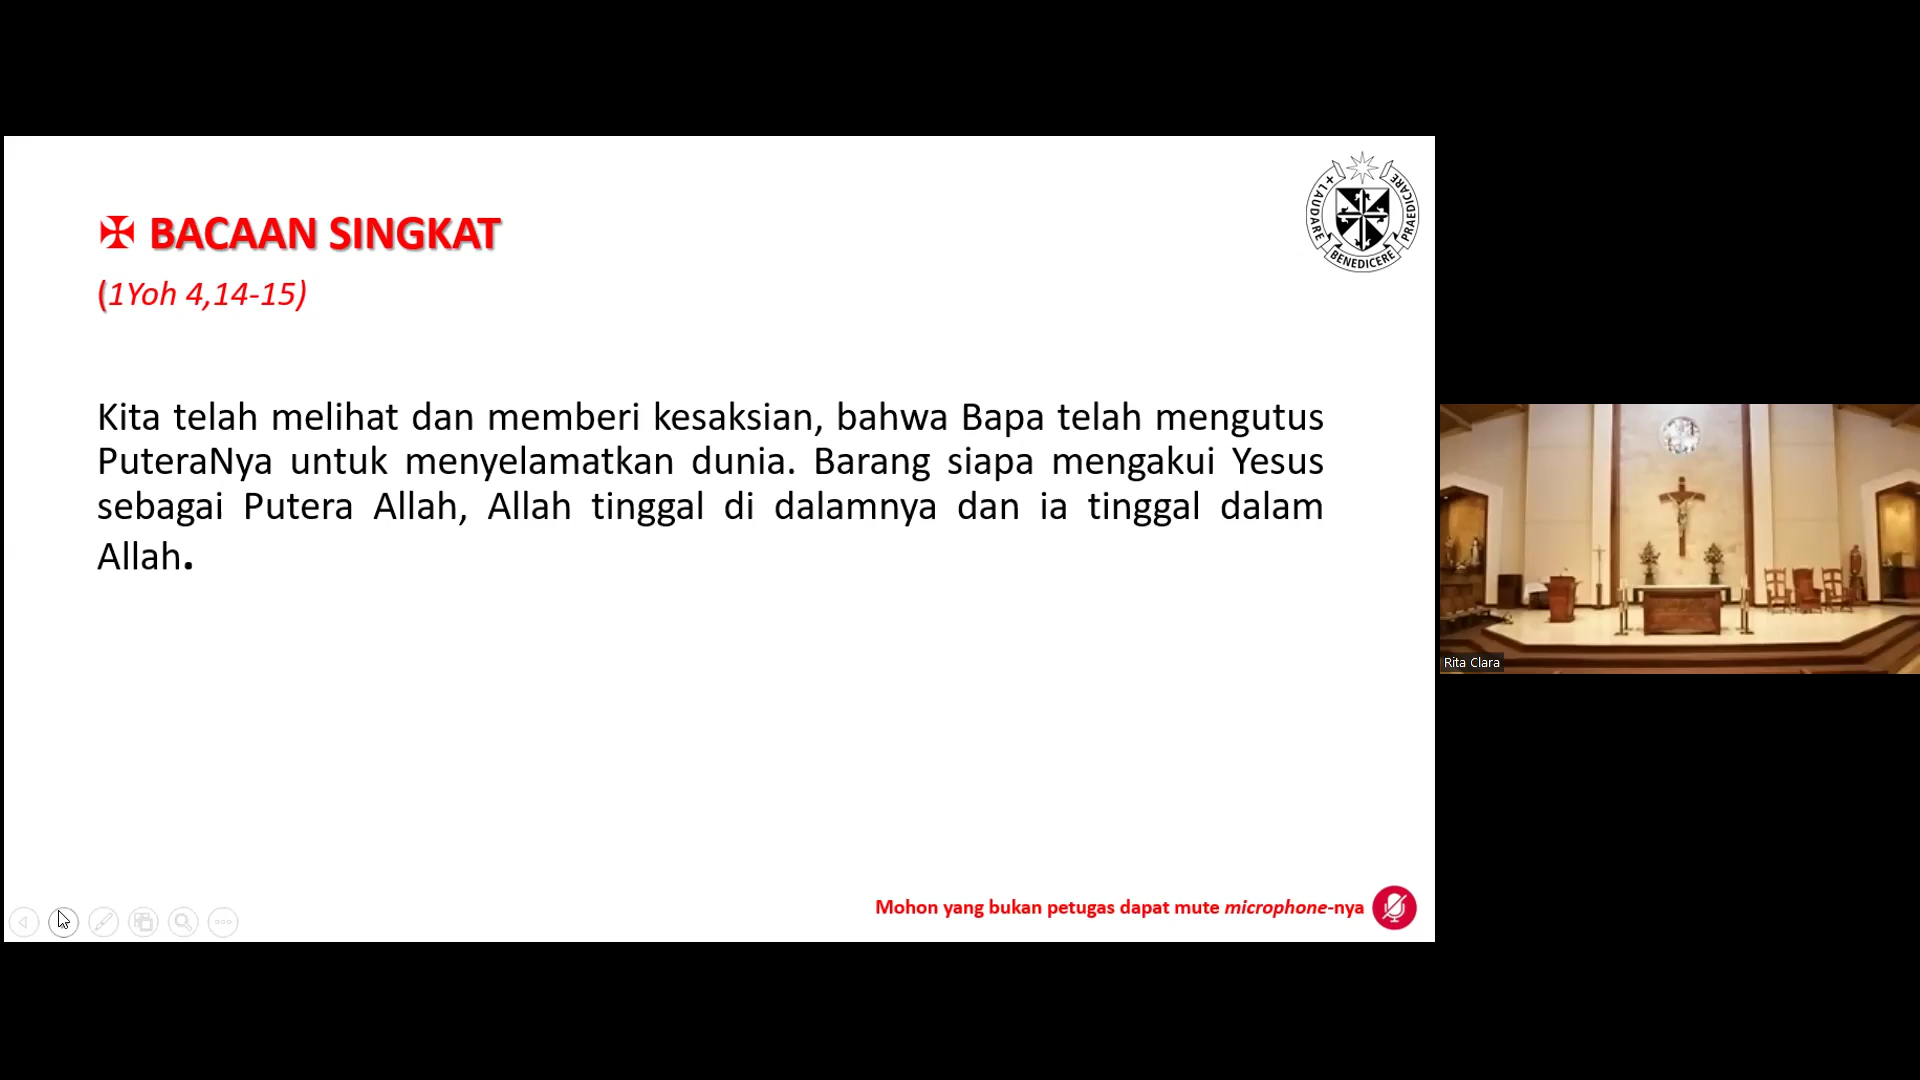 ✠ BACAAN SINGKAT
(1Yoh 4,14-15)
Kita telah melihat dan memberi kesaksian, bahwa Bapa telah mengutus
PuteraNya untuk menyelamatkan dunia. Barang siapa mengakui Yesus
sebagai Putera Allah, Allah tinggal di dalamnya dan ia tinggal dalam
Allah.
+ LAUDARE
BENEDICERE
PRAEDICARE
Rita Clara
Mohon yang bukan petugas dapat mute microphone-nya